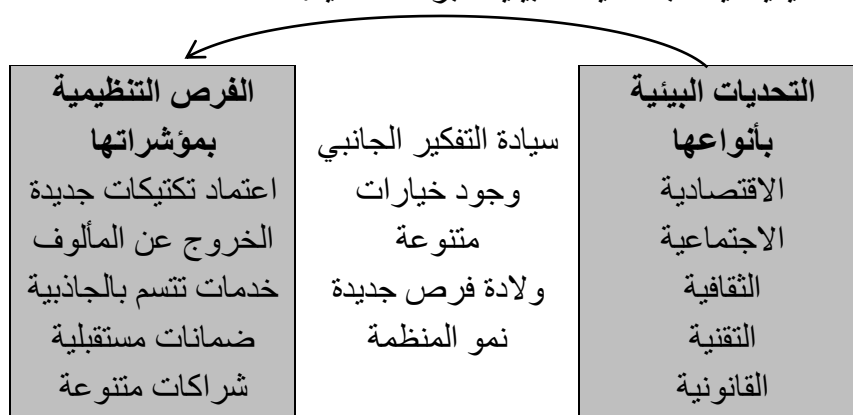 التحديات البيئية
بأنواعها
الاقتصادية
الاجتماعية
الثقافية
التقنية
القانونية
سيادة التفكير الجانبي
وجود خيارات
متنوعة
ولادة فرص جديدة
نمو المنظمة
الفرص التنظيمية
بمؤشراتها
اعتماد تكتيكات جديدة
الخروج عن المألوف
خدمات تتسم بالجاذبية
ضمانات مستقبلية
شراكات متنوعة